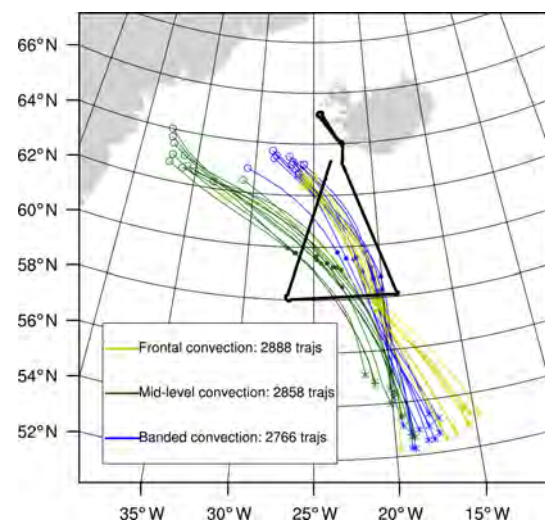 66°N
64°N
62°N
60°N
58°N
56°N
54°N
52°N
Frontal convection: 2888 trajs
Mid-level convection: 2858 trajs
Banded convection: 2766 trajs
35°W 30°W 25°W 20°W 15°W